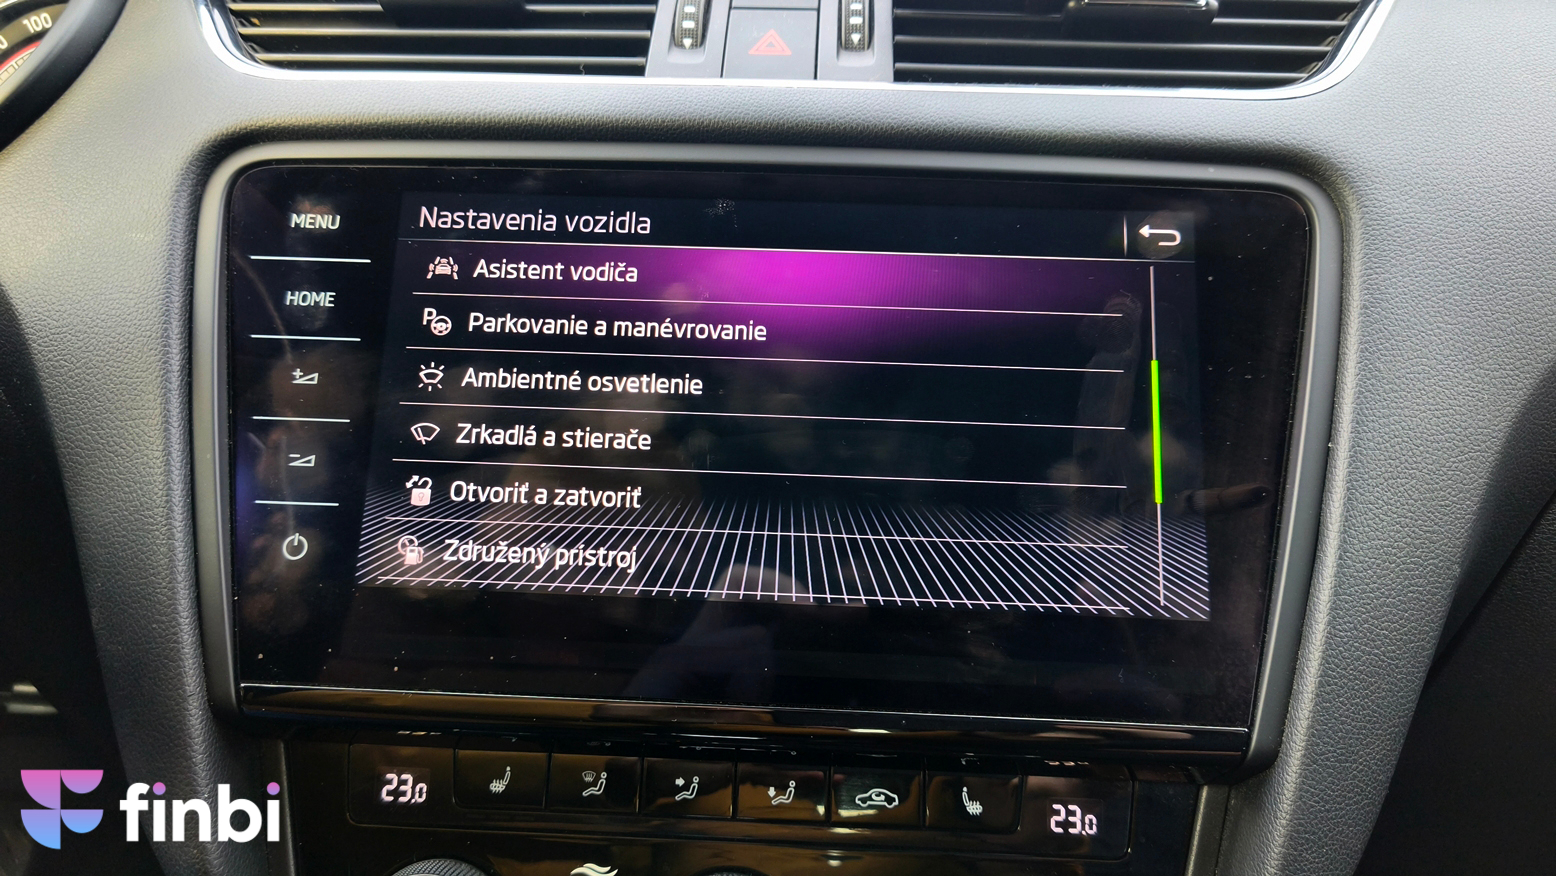 100
MENU
HOME
Nastavenia vozidla
Asistent vodiča
Parkovanie a manévrovanie
Ambientné osvetlenie
Zrkadlá a stierače
Otvoriť a zatvoriť
Združený prístroj
23.0
23.0
finbi